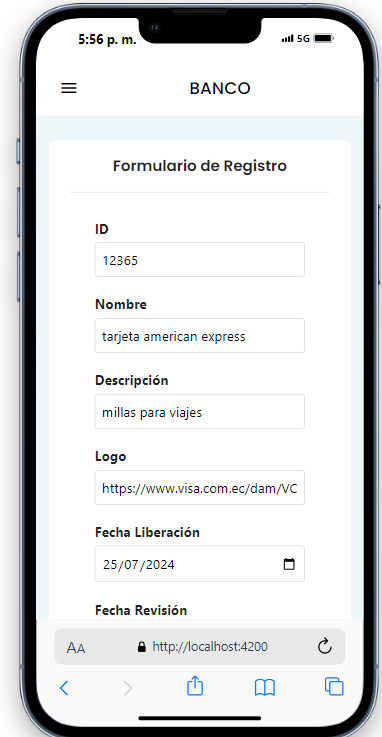 5:56 p. m.
5G
BANCO
Formulario de Registro
ID
12365
Nombre
tarjeta american express
Descripción
millas para viajes
Logo
https://www.visa.com.ec/dam/VC
Fecha Liberación
25/07/2024
Fecha Revisión
AA
http://localhost:4200